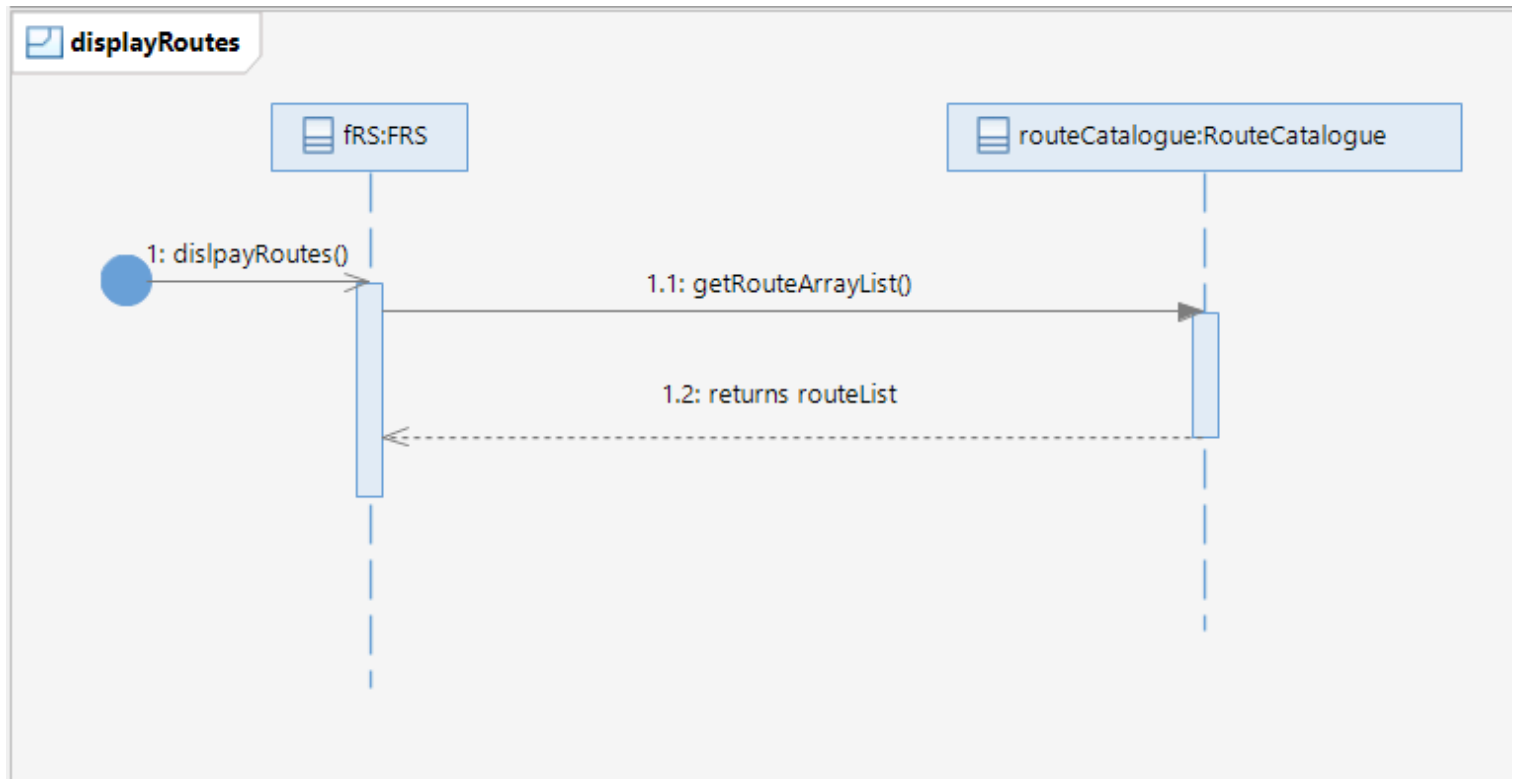 displayRoutes
fRS:FRS
routeCatalogue:RouteCatalogue
1: dislpayRoutes()
1.1: getRouteArrayList()
1.2: returns routeList